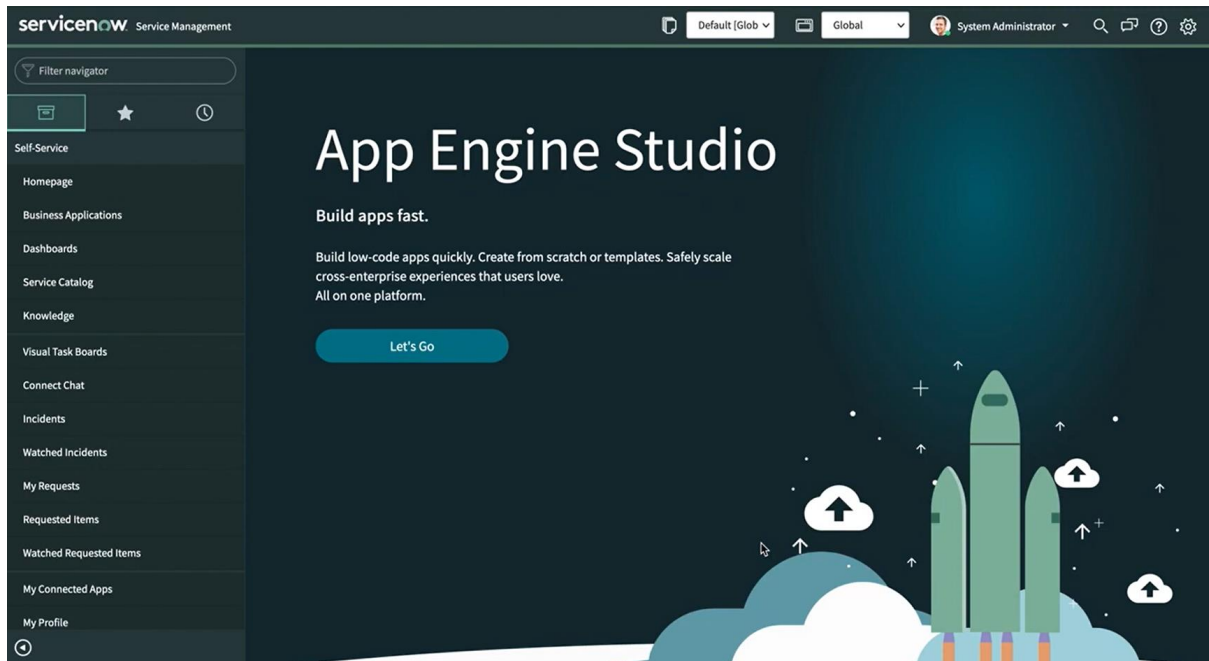 servicenow. Service Management
Default [Glob
Global
System Administrator
Filter navigator
Self-Service
Homepage
Business Applications
Dashboards
Service Catalog
Knowledge
Visual Task Boards
Connect Chat
Incidents
Watched Incidents
My Requests
Requested Items
Watched Requested Items
My Connected Apps
My Profile
App Engine Studio
Build apps fast.
Build low-code apps quickly. Create from scratch or templates. Safely scale
cross-enterprise experiences that users love.
All on one platform.
Let's Go